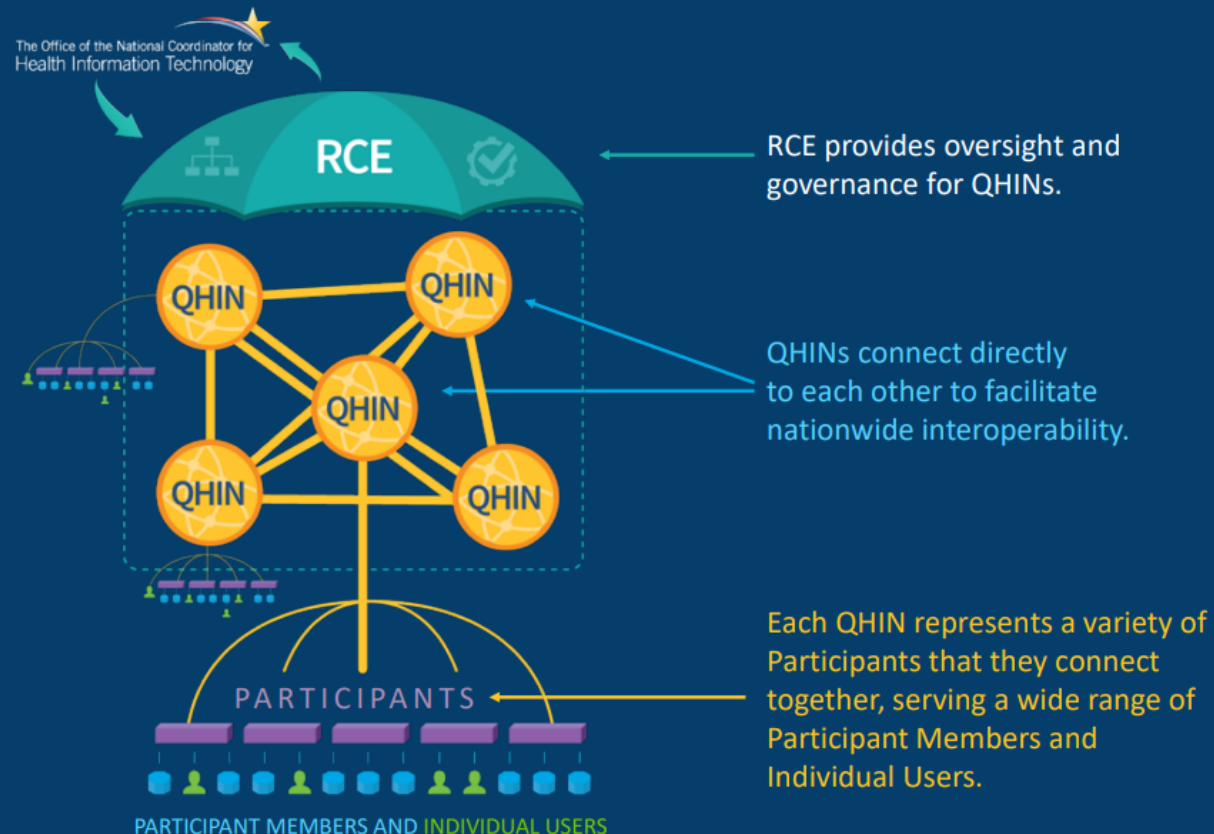 The Office of the National Coordinator for
Health Information Technology
RCE
RCE provides oversight and
governance for QHINs.
QHIN
QHIN
QHIN
QHIN
QHIN
QHINs connect directly
to each other to facilitate
nationwide interoperability.
Each QHIN represents a variety of
Participants that they connect
together, serving a wide range of
Participant Members and
Individual Users.
PARTICIPANTS
PARTICIPANT MEMBERS AND INDIVIDUAL USERS